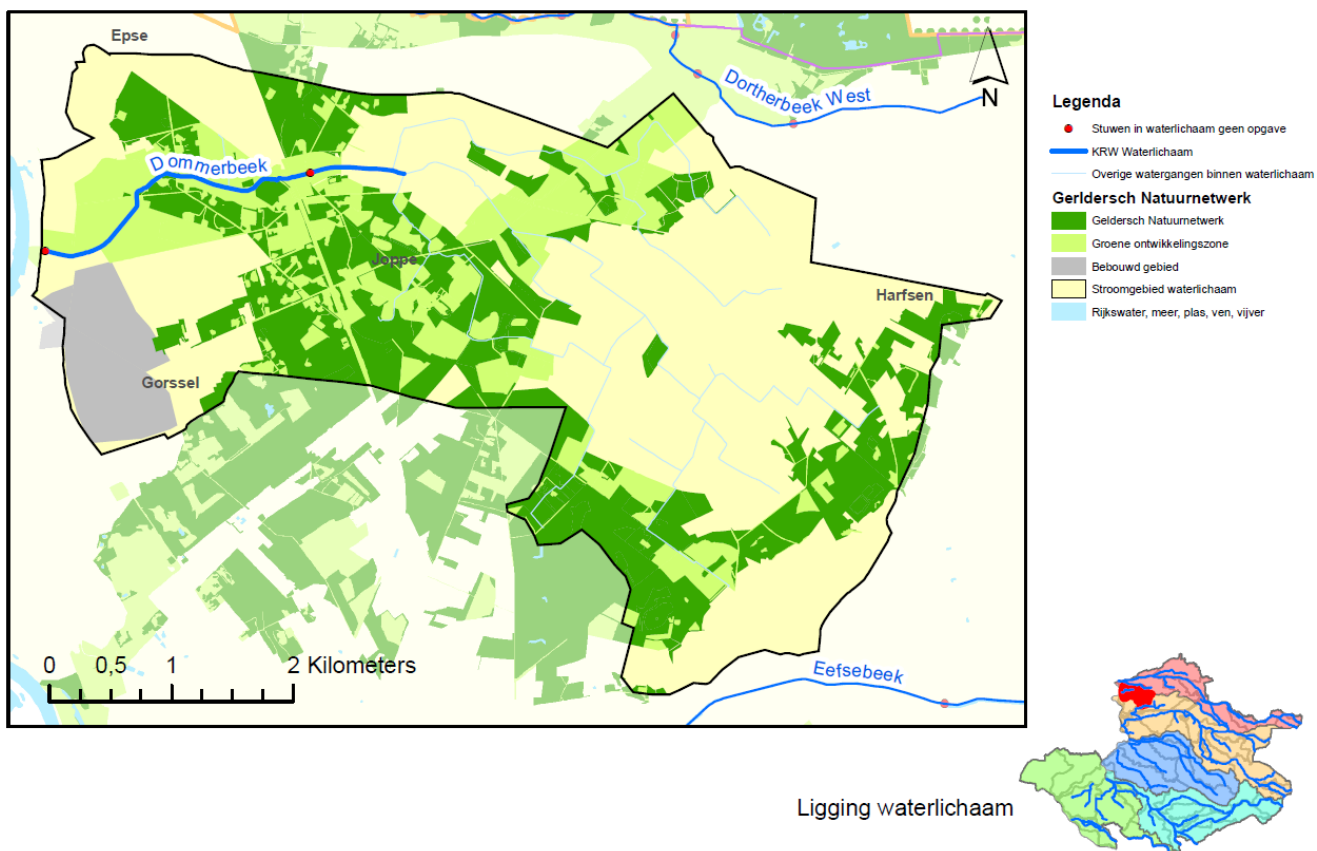 Epse
Dortherbeek West
N
Dommerbeek
Joppe
Harfsen
Gorssel
0 0,5 1 2 Kilometers
Eefsebeek
Legenda
Stuwen in waterlichaam geen opgave
KRW Waterlichaam
Overige watergangen binnen waterlichaam
Gerldersch Natuurnetwerk
Geldersch Natuurnetwerk
Groene ontwikkelingszone
Bebouwd gebied
Stroomgebied waterlichaam
Rijkswater, meer, plas, ven, vijver
Ligging waterlichaam